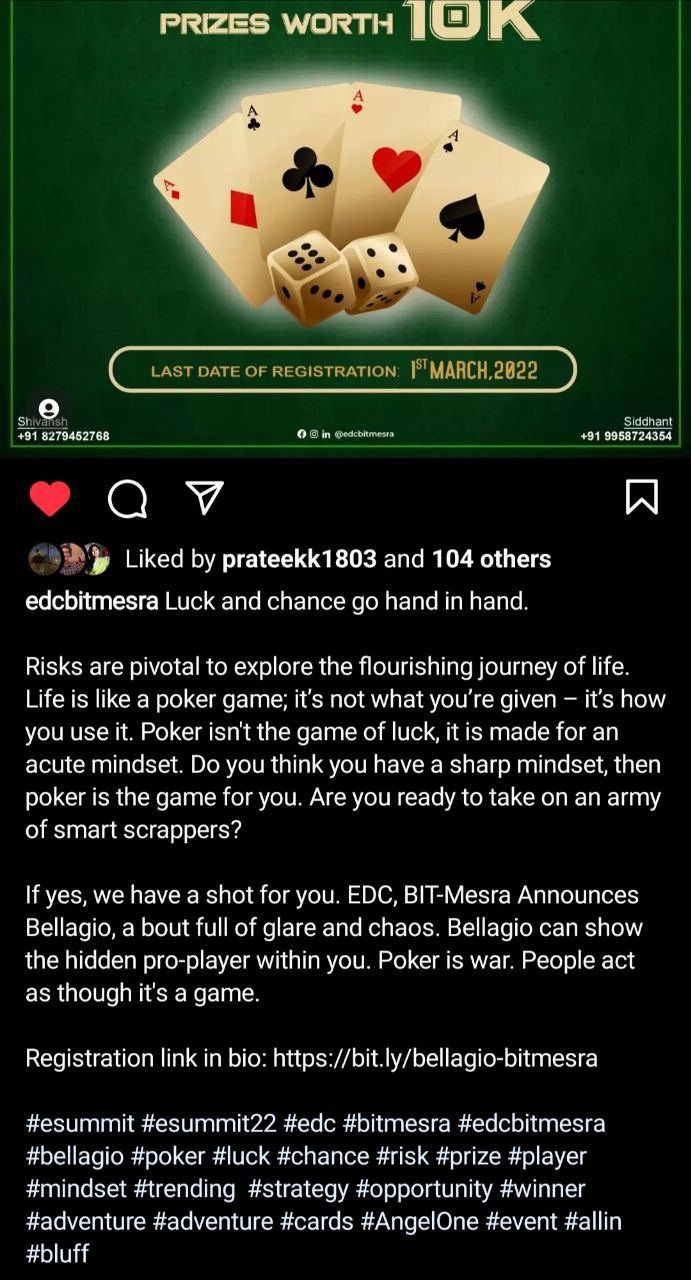 PRIZES WORTH 10K
A
A
A
A
A
LAST DATE OF REGISTRATION: 1ST MARCH,2022
Shivansh
+91 8279452768
@edcbitmesra
Siddhant
+91 9958724354
Liked by prateekk1803 and 104 others
edcbitmesra Luck and chance go hand in hand.
Risks are pivotal to explore the flourishing journey of life.
Life is like a poker game; it’s not what you’re given – it’s how
you use it. Poker isn't the game of luck, it is made for an
acute mindset. Do you think you have a sharp mindset, then
poker is the game for you. Are you ready to take on an army
of smart scrappers?
If yes, we have a shot for you. EDC, BIT-Mesra Announces
Bellagio, a bout full of glare and chaos. Bellagio can show
the hidden pro-player within you. Poker is war. People act
as though it's a game.
Registration link in bio: https://bit.ly/bellagio-bitmesra
#esummit #esummit22 #edc #bitmesra #edcbitmesra
#bellagio #poker #luck #chance #risk #prize #player
#mindset #trending #strategy #opportunity #winner
#adventure #adventure #cards #AngelOne #event #allin
#bluff